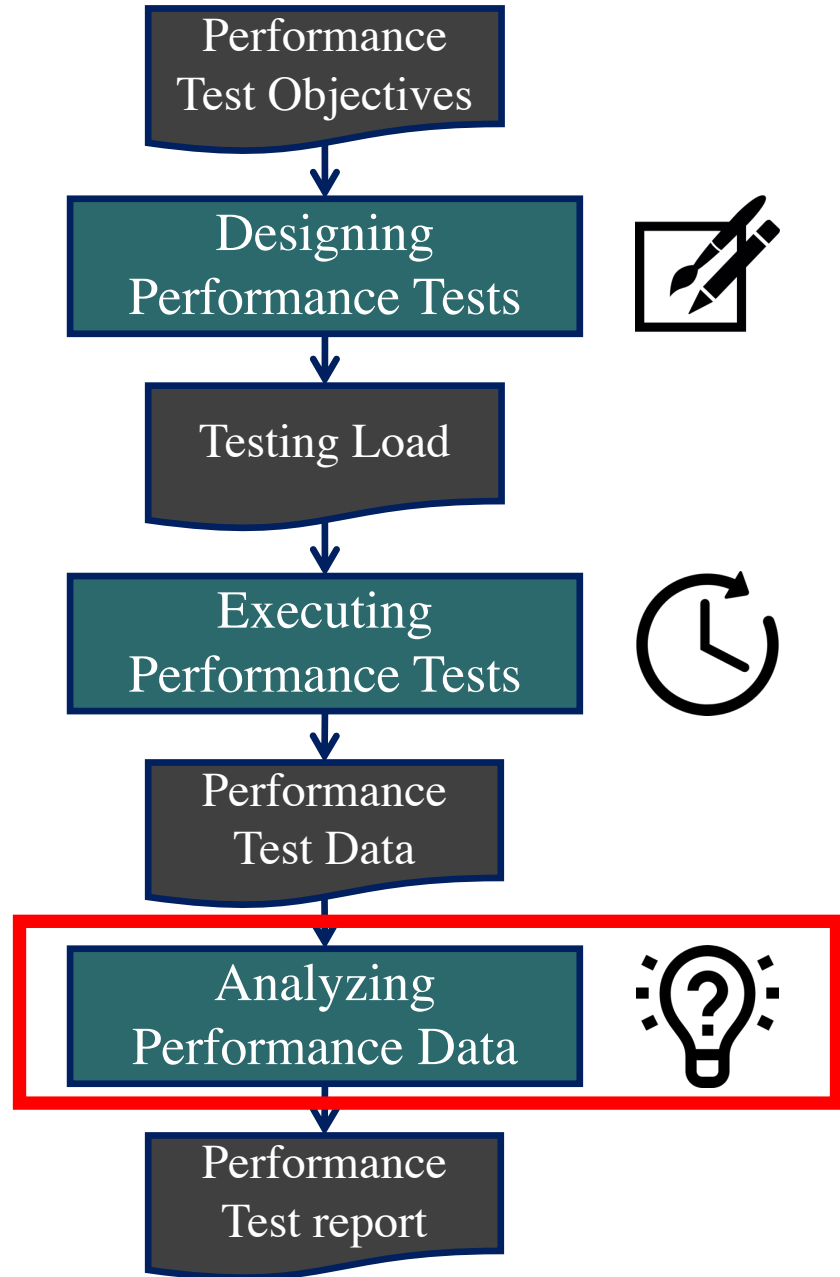 Performance
Test Objectives
Designing
Performance Tests
Testing Load
Executing
Performance Tests
Performance
Test Data
Analyzing
Performance Data
?
Performance
Test report